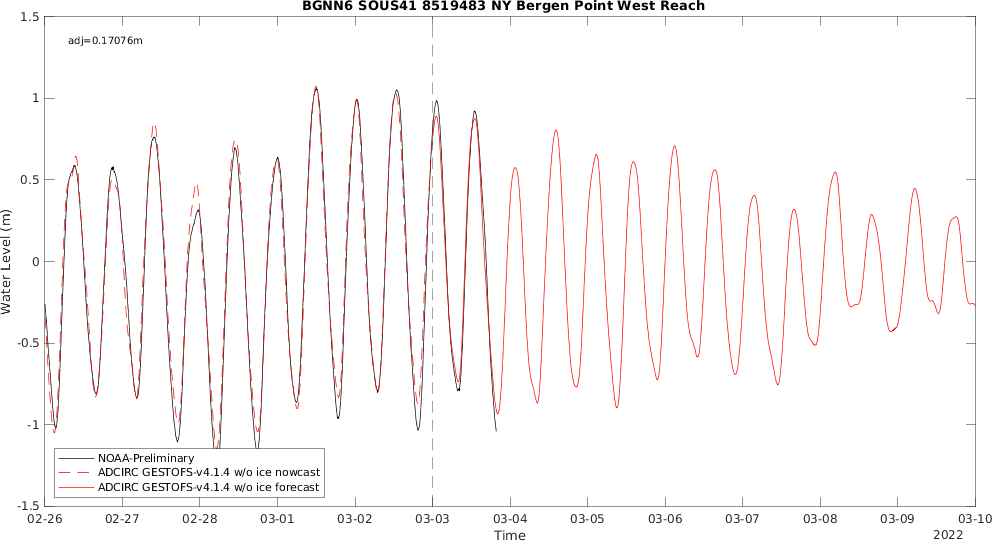 BGNN6 SOUS41 8519483 NY Bergen Point West Reach
adj=0.17076m
1.5
1
0.5
0
-0.5
-1
-1.5
Water Level (m)
NOAA-Preliminary
ADCIRC GESTOFS-v4.1.4 w/o ice nowcast
ADCIRC GESTOFS-v4.1.4 w/o ice forecast
02-26 02-27 02-28 03-01 03-02 03-03 03-04 03-05 03-06 03-07 03-08 03-09 03-10
Time
2022